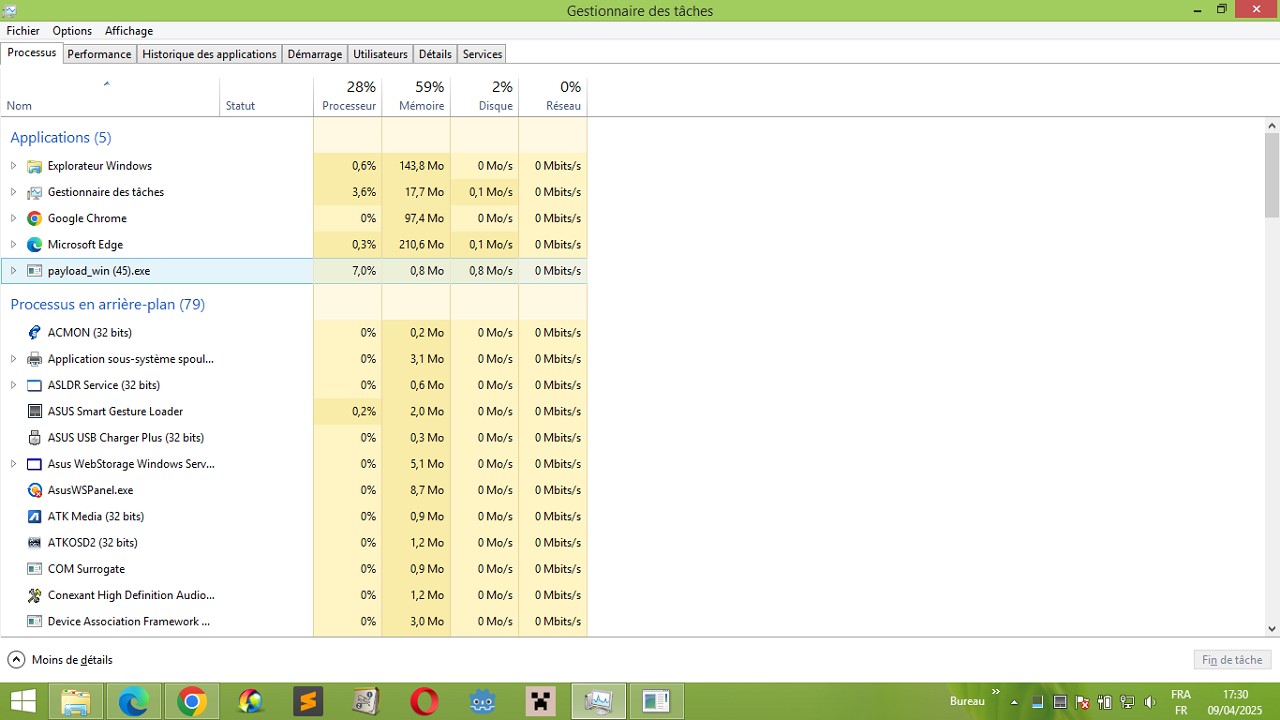 Gestionnaire des tâches
Fichier Options Affichage
Processus Performance Historique des applications Démarrage Utilisateurs Détails Services
28% 59% 2% 0%
Nom Statut Processeur Mémoire Disque Réseau
Applications (5)
Explorateur Windows 0,6% 143,8 Mo 0 Mo/s 0 Mbits/s
Gestionnaire des tâches 3,6% 17,7 Mo 0,1 Mo/s 0 Mbits/s
Google Chrome 0% 97,4 Mo 0 Mo/s 0 Mbits/s
Microsoft Edge 0,3% 210,6 Mo 0,1 Mo/s 0 Mbits/s
payload_win (45).exe 7,0% 0,8 Mo 0,8 Mo/s 0 Mbits/s
Processus en arrière-plan (79)
ACMON (32 bits) 0% 0,2 Mo 0 Mo/s 0 Mbits/s
Application sous-système spoul... 0% 3,1 Mo 0 Mo/s 0 Mbits/s
ASLDR Service (32 bits) 0% 0,6 Mo 0 Mo/s 0 Mbits/s
ASUS Smart Gesture Loader 0,2% 2,0 Mo 0 Mo/s 0 Mbits/s
ASUS USB Charger Plus (32 bits) 0% 0,3 Mo 0 Mo/s 0 Mbits/s
Asus WebStorage Windows Serv... 0% 5,1 Mo 0 Mo/s 0 Mbits/s
AsusWSPanel.exe 0% 8,7 Mo 0 Mo/s 0 Mbits/s
ATK Media (32 bits) 0% 0,9 Mo 0 Mo/s 0 Mbits/s
ATKOSD2 (32 bits) 0% 1,2 Mo 0 Mo/s 0 Mbits/s
COM Surrogate 0% 0,9 Mo 0 Mo/s 0 Mbits/s
Conexant High Definition Audio... 0% 1,2 Mo 0 Mo/s 0 Mbits/s
Device Association Framework ... 0% 3,0 Mo 0 Mo/s 0 Mbits/s
Moins de détails Fin de tâche
Bureau » FRA 17:30
FR 09/04/2025